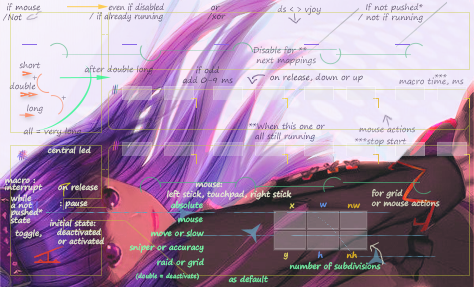 if mouse
/Not
even if disabled
/ if already running
or
/xor
ds <-> vjoy
If not pushed*
/ not if running
short
double
long
all = very long
after double long
if odd
add 0-9 ms
Disable for **
next mappings
on release, down or up
macro time, ms
**When this one or
all still running
mouse actions
***stop start
central led
macro :
interrupt
on release
while
a not
pushed*
state
: pause
toggle,
initial state:
deactivated
or activated
mouse:
left stick, touchpad, right stick
absolute
mouse
move or slow
sniper or accuracy
raid or grid
(double = deactivate)
as default
x
w
nw
y
h
nh
number of subdivisions
for grid
or mouse actions